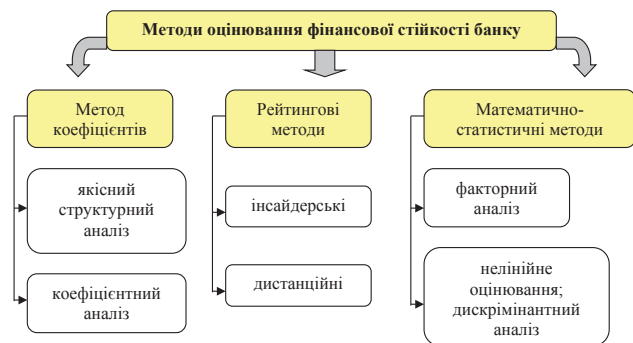 Методи оцінювання фінансової стійкості банку
Метод
коефіцієнтів
якісний
структурний
аналіз
коефіцієнтний
аналіз
Рейтингові
методи
інсайдерські
дистанційні
Математично-
статистичні методи
факторний
аналіз
нелінійне
оцінювання;
дискрімінантний
аналіз